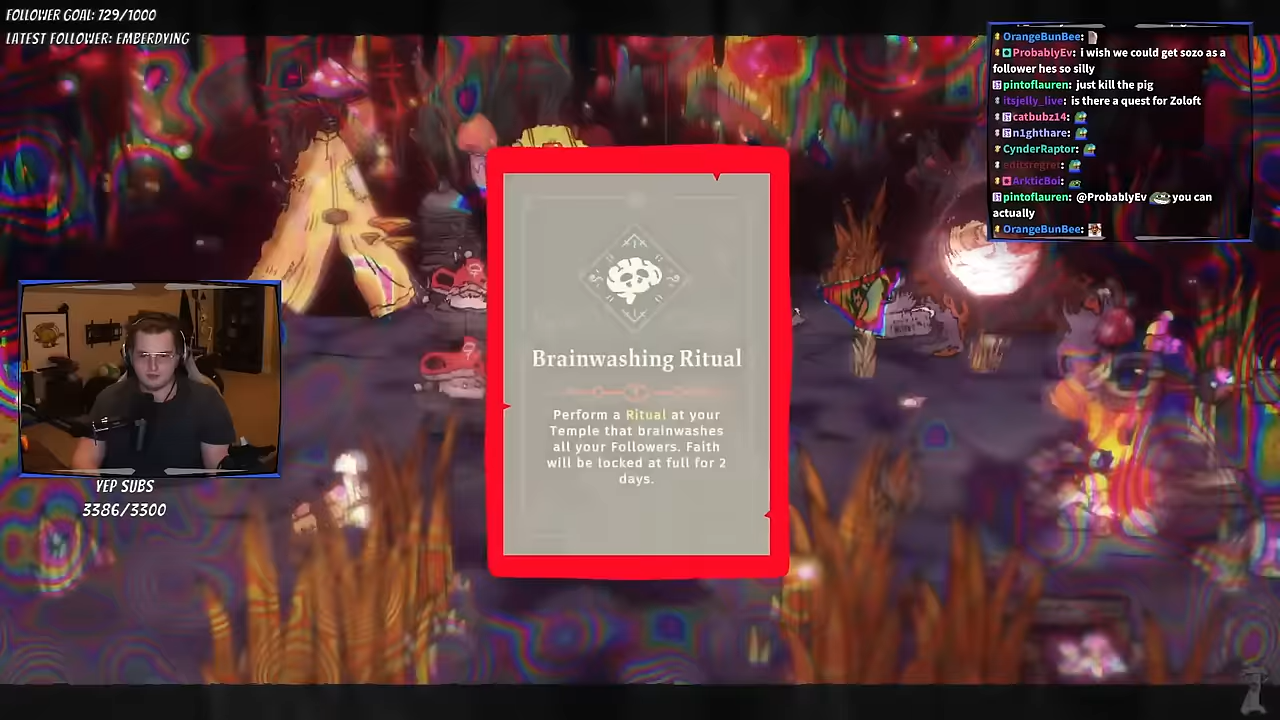 FOLLOWER GOAL: 729/1000
LATEST FOLLOWER: EMBERDYING
OrangeBunBee:
ProbablyEv: i wish we could get sozo as a
follower hes so silly
pintoflauren: just kill the pig
itsjelly_live: is there a quest for Zoloft
catbubz14:
n1ghthare:
CynderRaptor:
editsregret:
ArkticBoi:
pintoflauren: @ProbablyEv you can
actually
OrangeBunBee:
Brainwashing Ritual
Perform a Ritual at your
Temple that brainwashes
all your Followers. Faith
will be locked at full for 2
days.
YEP SUBS
3386/3300